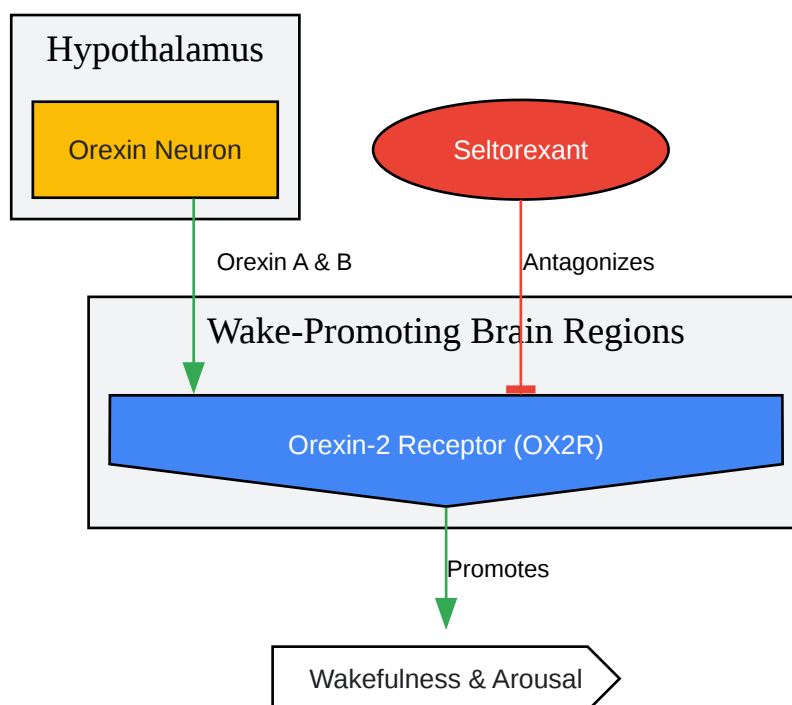 Hypothalamus
Orexin Neuron
Seltorexant
Orexin A & B
Antagonizes
Wake-Promoting Brain Regions
Orexin-2 Receptor (OX2R)
Promotes
Wakefulness & Arousal